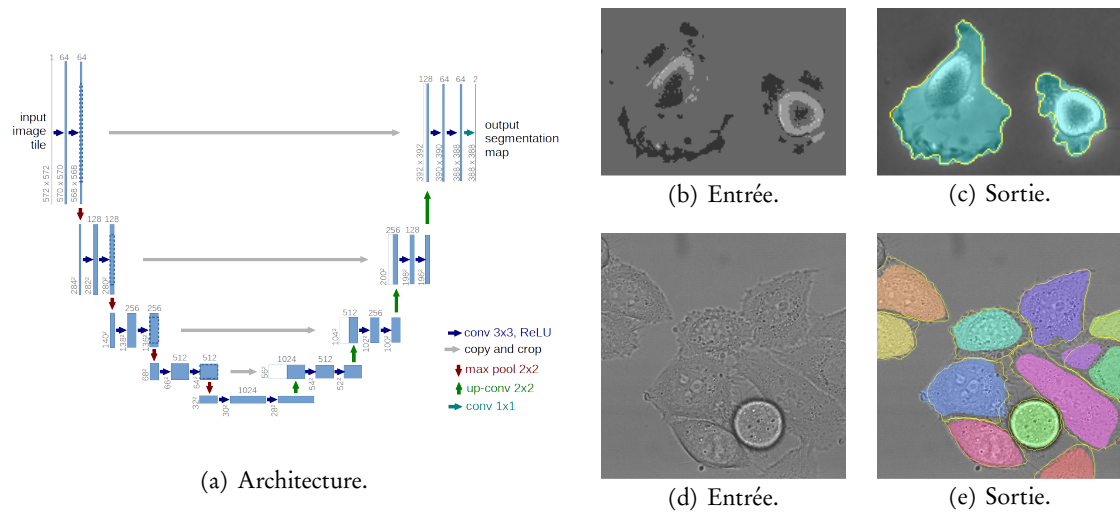 1 64 64
128 64 64 2
input
image
tile
output
segmentation
map
572 x 572
570 x 570
568 x 568
392 x 392
390 x 390
388 x 388
388 x 388
128 128
256 128
284²
282²
280²
200²
198²
196²
256 256
512 256
140²
138²
136²
104²
102²
100²
512 512
1024 512
68²
66²
64²
56²
54²
52²
1024
32²
30²
28²
conv 3x3, ReLU
copy and crop
max pool 2x2
up-conv 2x2
conv 1x1
(a) Architecture.
(b) Entrée.
(c) Sortie.
(d) Entrée.
(e) Sortie.